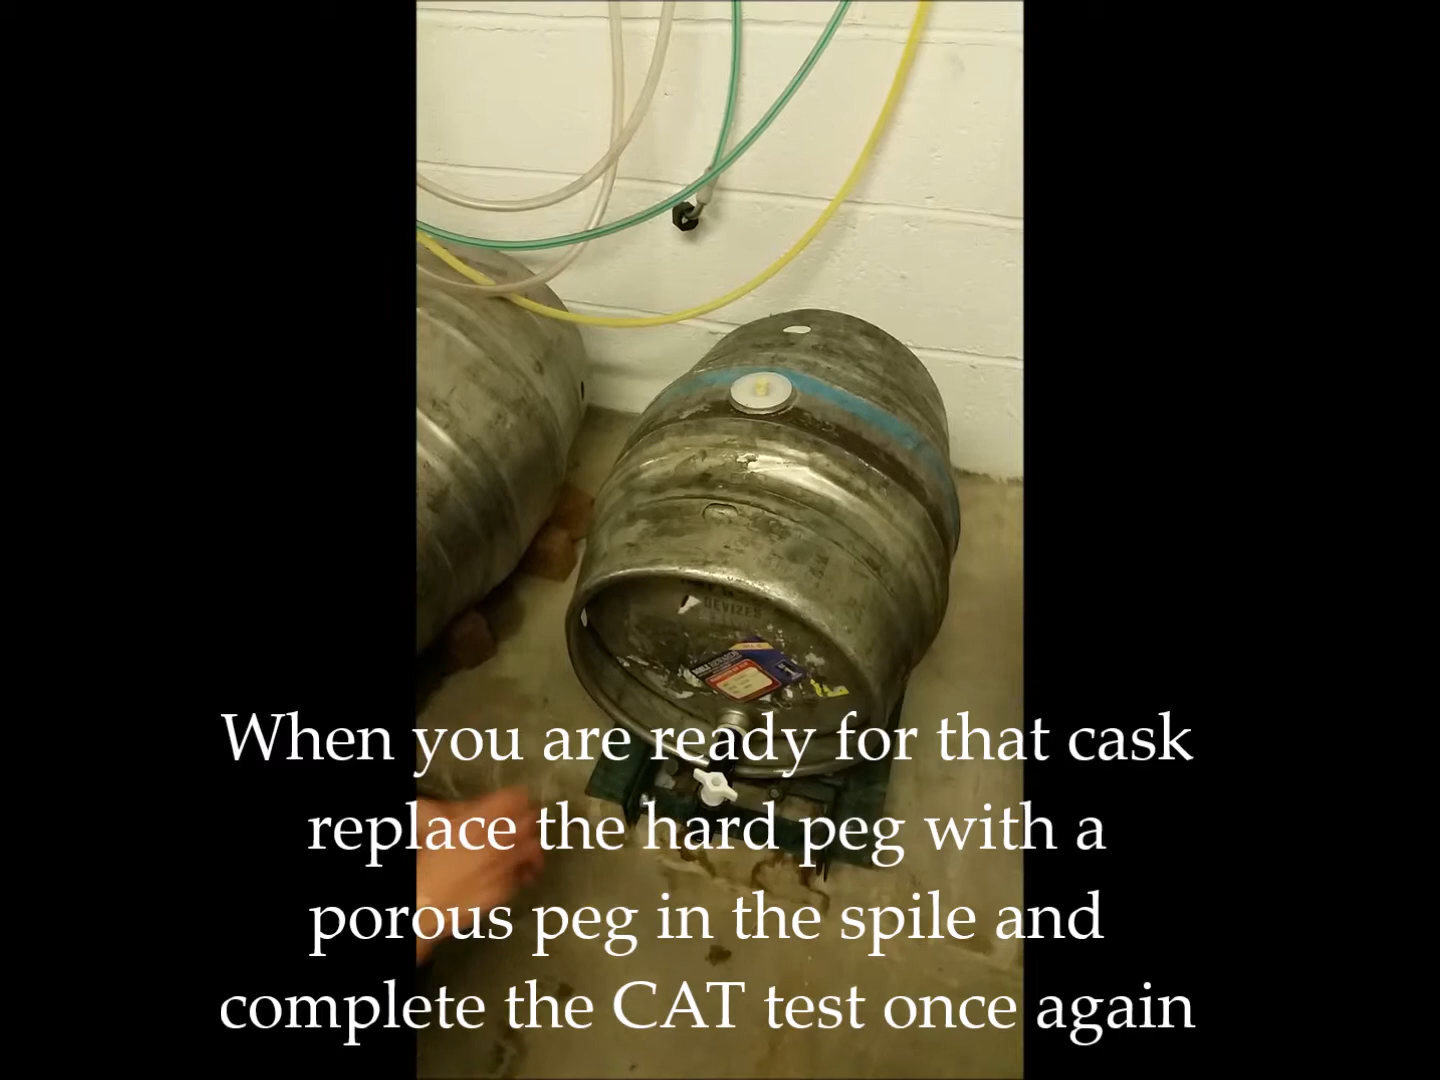 DEVIZES
When you are ready for that cask
replace the hard peg with a
porous peg in the spile and
complete the CAT test once again